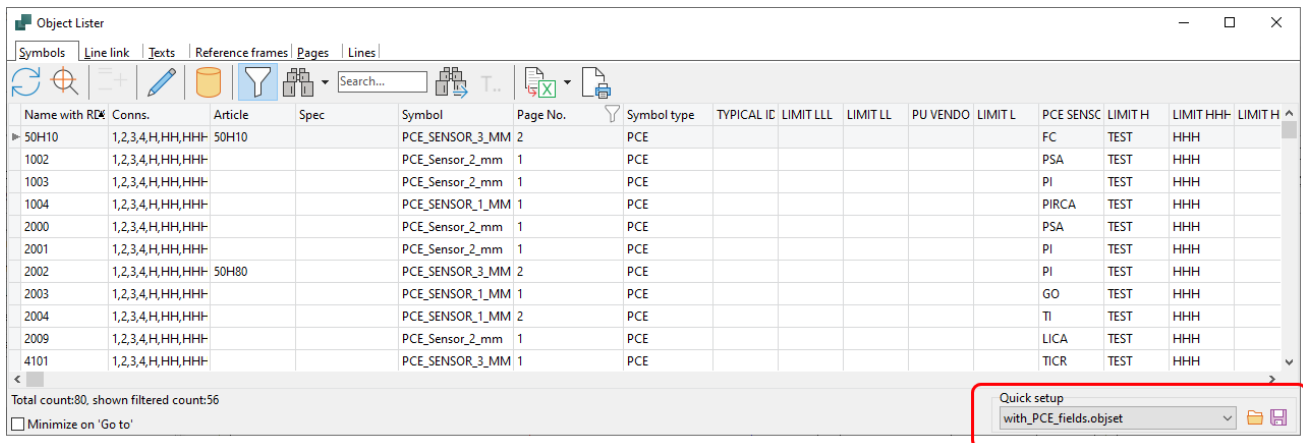 Object Lister
Symbols Line link Texts Reference frames Pages Lines
Search... T..
Name with RD Conns. Article Spec Symbol Page No. Symbol type TYPICAL ID LIMIT LLL LIMIT LL PU VENDO LIMIT L PCE SENSC LIMIT H LIMIT HHH LIMIT H
50H10 1,2,3,4,H,HH,HHH 50H10 PCE_SENSOR_3_MM 2 PCE FC TEST HHH
1002 1,2,3,4,H,HH,HHH PCE_Sensor_2_mm 1 PCE PSA TEST HHH
1003 1,2,3,4,H,HH,HHH PCE_Sensor_2_mm 1 PCE PI TEST HHH
1004 1,2,3,4,H,HH,HHH PCE_SENSOR_1_MM 1 PCE PIRCA TEST HHH
2000 1,2,3,4,H,HH,HHH PCE_Sensor_2_mm 1 PCE PSA TEST HHH
2001 1,2,3,4,H,HH,HHH PCE_Sensor_2_mm 1 PCE PI TEST HHH
2002 1,2,3,4,H,HH,HHH 50H80 PCE_SENSOR_3_MM 2 PCE PI TEST HHH
2003 1,2,3,4,H,HH,HHH PCE_SENSOR_1_MM 1 PCE GO TEST HHH
2004 1,2,3,4,H,HH,HHH PCE_SENSOR_1_MM 2 PCE TI TEST HHH
2009 1,2,3,4,H,HH,HHH PCE_Sensor_2_mm 1 PCE LICA TEST HHH
4101 1,2,3,4,H,HH,HHH PCE_SENSOR_3_MM 1 PCE TICR TEST HHH
Total count:80, shown filtered count:56
Quick setup
Minimize on 'Go to'
with_PCE_fields.objset